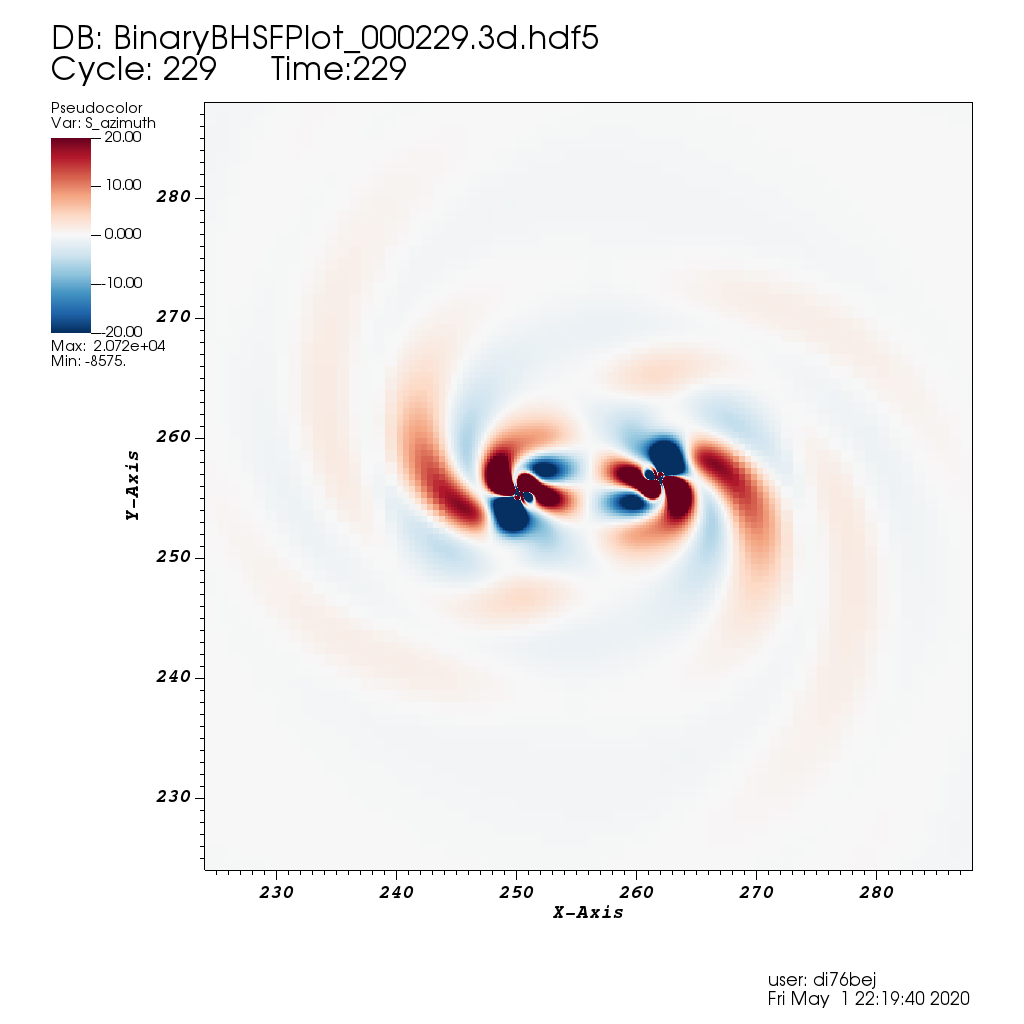 DB: BinaryBHSFPlot_000229.3d.hdf5
Cycle: 229 Time:229
Pseudocolor
Var: S_azimuth
20.00
10.00
0.000
-10.00
-20.00
Max: 2.072e+04
Min: -8575.
280
270
260
250
240
230
Y-Axis
230 240 250 260 270 280
X-Axis
user: di76bej
Fri May 1 22:19:40 2020